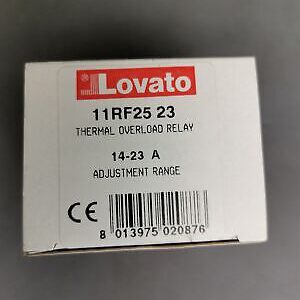 Lovato
11RF25 23
THERMAL OVERLOAD RELAY
14-23 A
ADJUSTMENT RANGE
CE
8 013975 020876